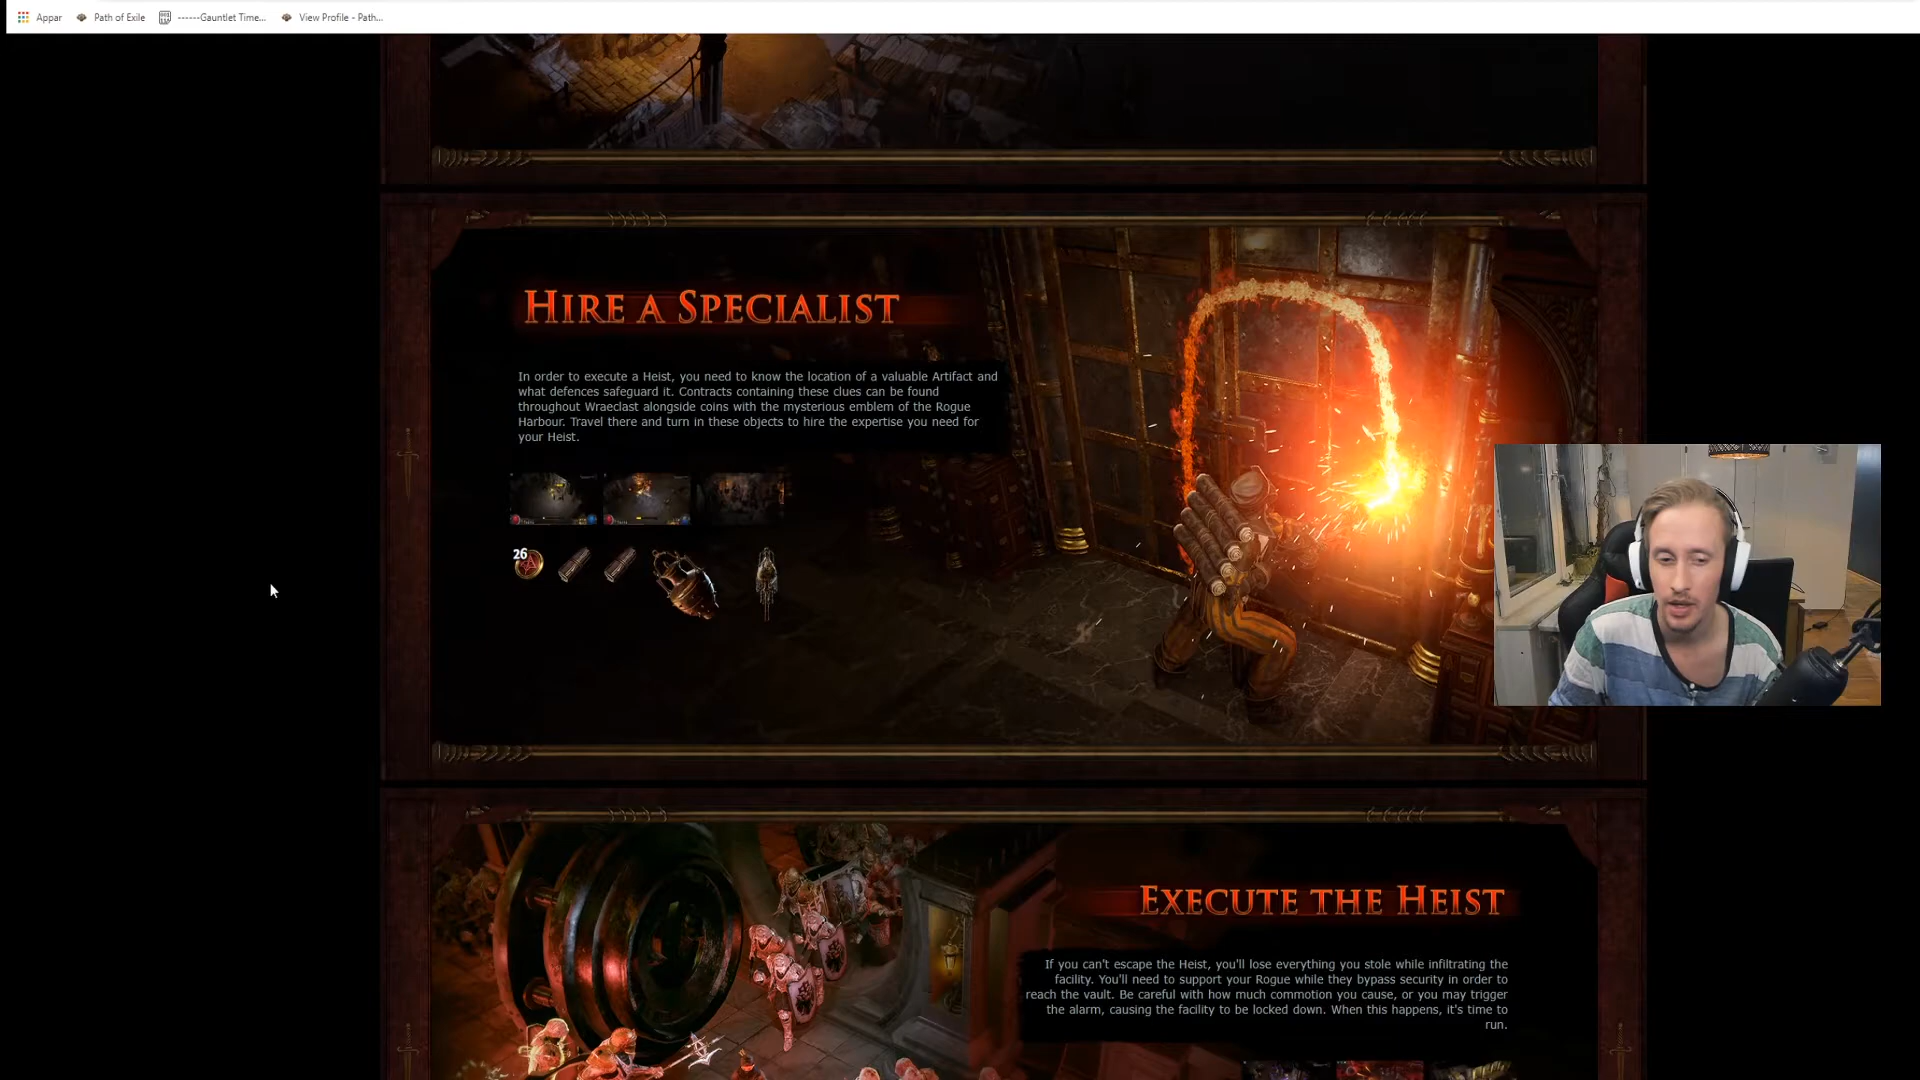 Appar
Path of Exile
------Gauntlet Time...
View Profile - Path...
HIRE A SPECIALIST
In order to execute a Heist, you need to know the location of a valuable Artifact and
what defences safeguard it. Contracts containing these clues can be found
throughout Wraeclast alongside coins with the mysterious emblem of the Rogue
Harbour. Travel there and turn in these objects to hire the expertise you need for
your Heist.
26
EXECUTE THE HEIST
If you can't escape the Heist, you'll lose everything you stole while infiltrating the
facility. You'll need to support your Rogue while they bypass security in order to
reach the vault. Be careful with how much commotion you cause, or you may trigger
the alarm, causing the facility to be locked down. When this happens, it's time to
run.